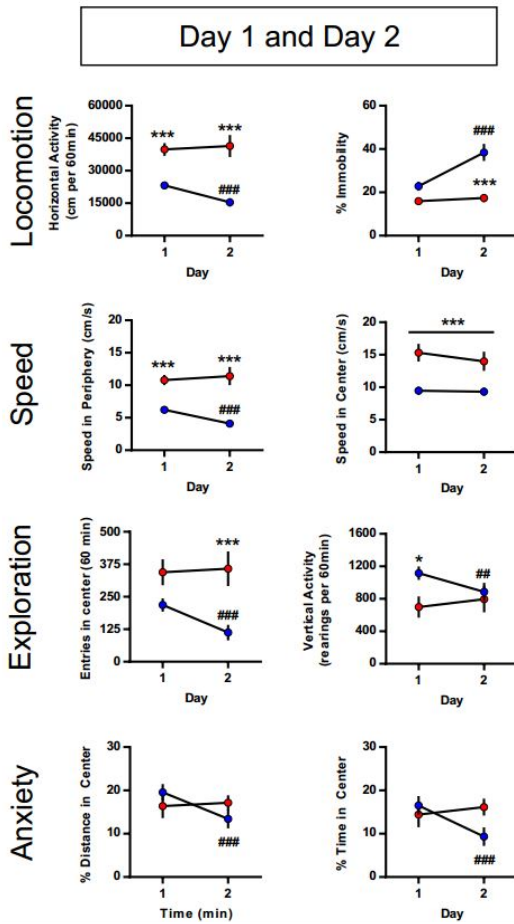 Day 1 and Day 2
Locomotion
Horizontal Activity
(cm per 60min)
60000
45000
30000
15000
0
***
***
###
1
2
Day
% Immobility
60
40
20
0
###
***
1
2
Day
Speed
Speed in Periphery (cm/s)
20
15
10
5
0
***
***
###
1
2
Day
Speed in Center (cm/s)
20
15
10
5
0
***
1
2
Day
Exploration
Entries in center (60 min)
500
375
250
125
0
***
###
1
2
Day
Vertical Activity
(rearings per 60min)
1600
1200
800
400
0
*
##
1
2
Day
Anxiety
% Distance in Center
30
20
10
0
###
1
2
Time (min)
% Time in Center
30
20
10
0
###
1
2
Day